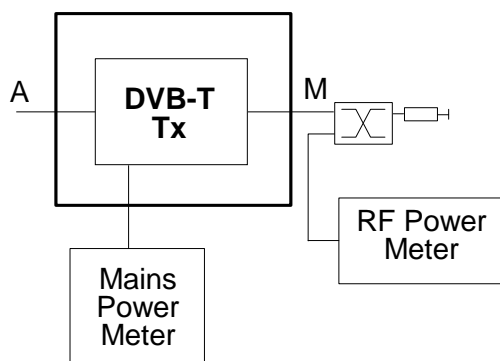 A
DVB-T
Tx
M
RF Power
Meter
Mains
Power
Meter